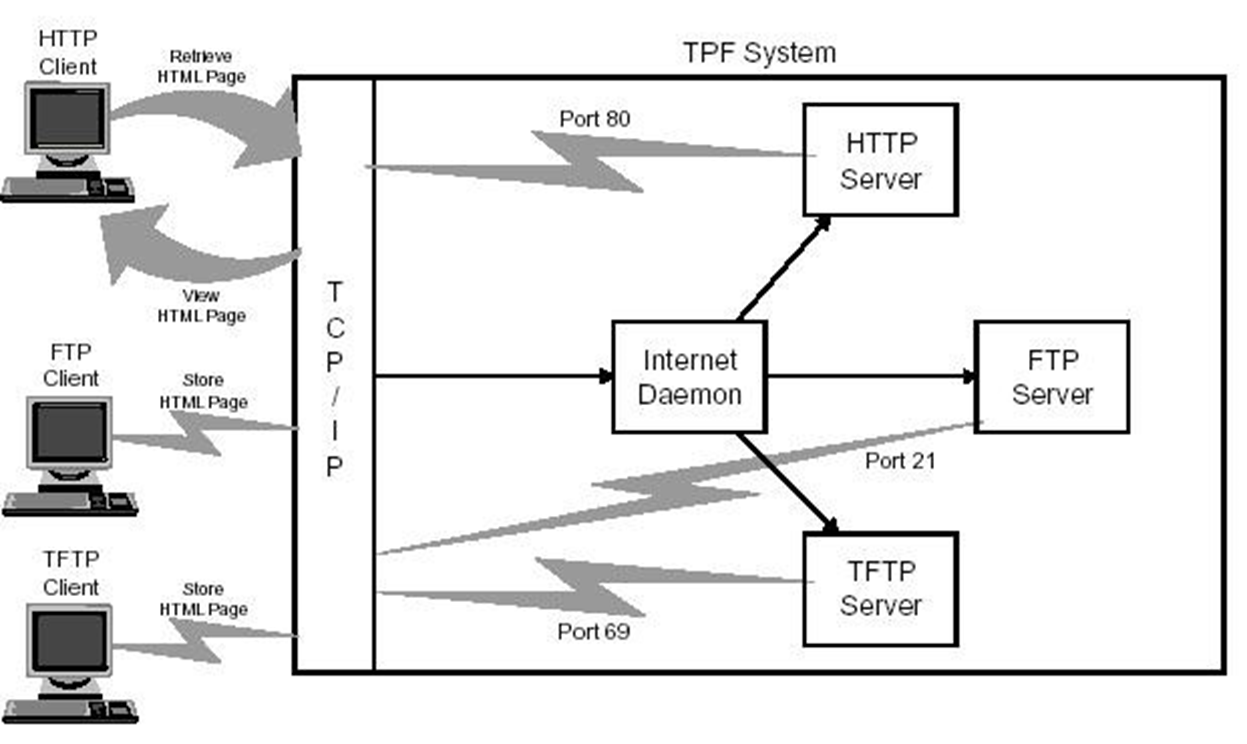 HTTP
Client
Retrieve
HTML Page
TPF System
Port 80
HTTP
Server
View
HTML Page
T
C
P
/
I
P
FTP
Client
Store
HTML Page
Internet
Daemon
FTP
Server
Port 21
TFTP
Client
Store
HTML Page
TFTP
Server
Port 69